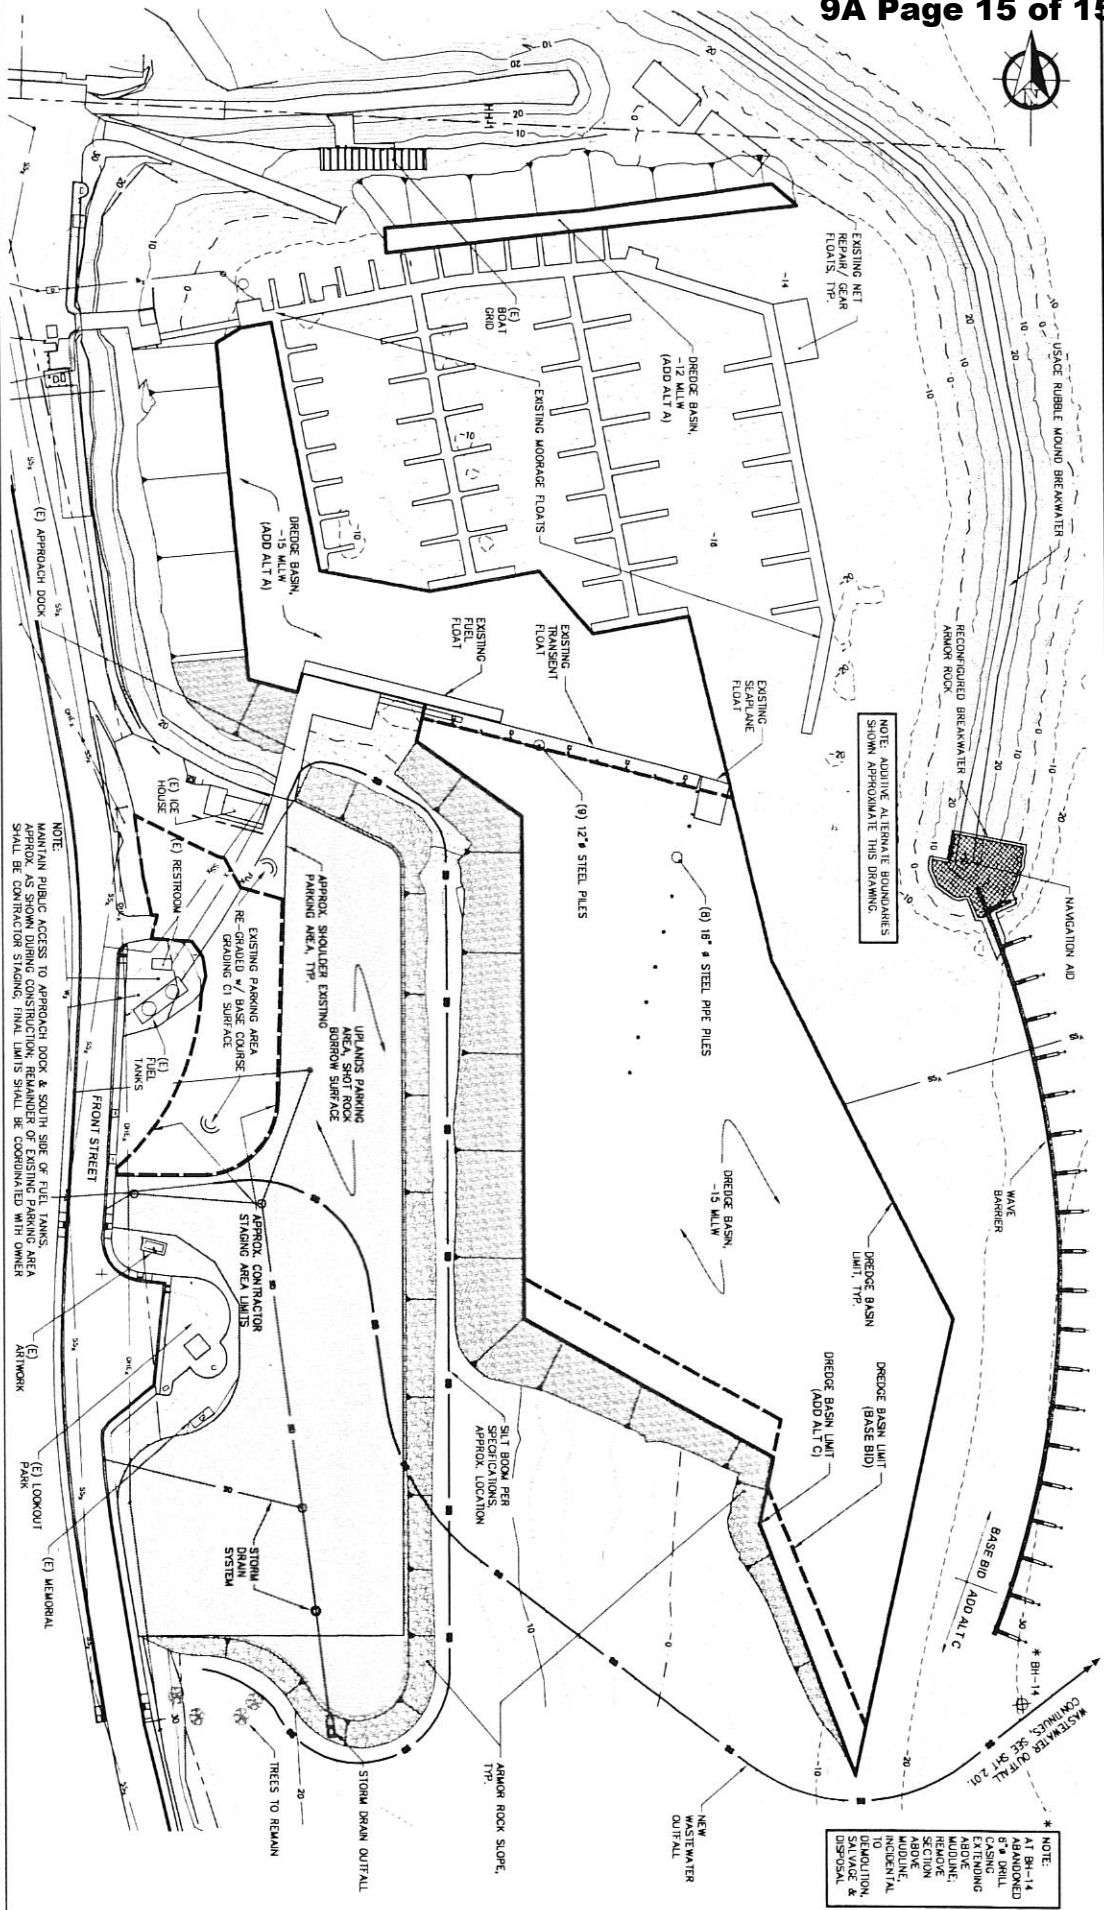 9A Page 15 of 15
N
USACE RUBBLE MOUND BREAKWATER
EXISTING NET
REPAIR/ GEAR
FLOATS, TYP.
DREDGE BASIN,
-12 MLLW
(ADD ALT A)
(E)
BOAT
GRID
EXISTING MOORAGE FLOATS
DREDGE BASIN,
-15 MLLW
(ADD ALT A)
RECONFIGURED BREAKWATER
ARMOR ROCK
NAVIGATION AID
NOTE: ADDITIVE ALTERNATE BOUNDARIES
SHOWN APPROXIMATE THIS DRAWING.
EXISTING
SEAPLANE
FLOAT
EXISTING
TRANSIENT
FLOAT
EXISTING
FUEL
FLOAT
(E) APPROACH DOCK
(9) 12"ø STEEL PILES
(8) 16" ø STEEL PIPE PILES
(E) ICE
HOUSE
(E) RESTROOM
APPROX. SHOULDER EXISTING
PARKING AREA, TYP.
EXISTING PARKING AREA
RE-GRADED w/ BASE COURSE
GRADING C1 SURFACE
UPLANDS PARKING
AREA, SHOT ROCK
BORROW SURFACE
(E)
FUEL
TANKS
FRONT STREET
NOTE:
MAINTAIN PUBLIC ACCESS TO APPROACH DOCK & SOUTH SIDE OF FUEL TANKS,
APPROX. AS SHOWN DURING CONSTRUCTION; REMAINDER OF EXISTING PARKING AREA
SHALL BE CONTRACTOR STAGING; FINAL LIMITS SHALL BE COORDINATED WITH OWNER
WAVE
BARRIER
DREDGE BASIN,
-15 MLLW
DREDGE BASIN
LIMIT, TYP.
DREDGE BASIN LIMIT
(BASE BID)
DREDGE BASIN LIMIT
(ADD ALT C)
APPROX. CONTRACTOR
STAGING AREA LIMITS
(E)
ARTWORK
(E) LOOKOUT
PARK
(E) MEMORIAL
SILT BOOM PER
SPECIFICATIONS,
APPROX. LOCATION
STORM
DRAIN
SYSTEM
BASE BID
ADD ALT C
* BH-14
WASTEWATER OUTFALL
CONTINUES, SEE SHT 2.01.
TREES TO REMAIN
STORM DRAIN OUTFALL
ARMOR ROCK SLOPE,
TYP.
NEW
WASTEWATER
OUTFALL
* NOTE:
AT BH-14
ABANDONED
6"ø DRILL
CASING
EXTENDING
ABOVE
MUDLINE;
REMOVE
SECTION
ABOVE
MUDLINE,
INCIDENTAL
TO
DEMOLITION,
SALVAGE &
DISPOSAL